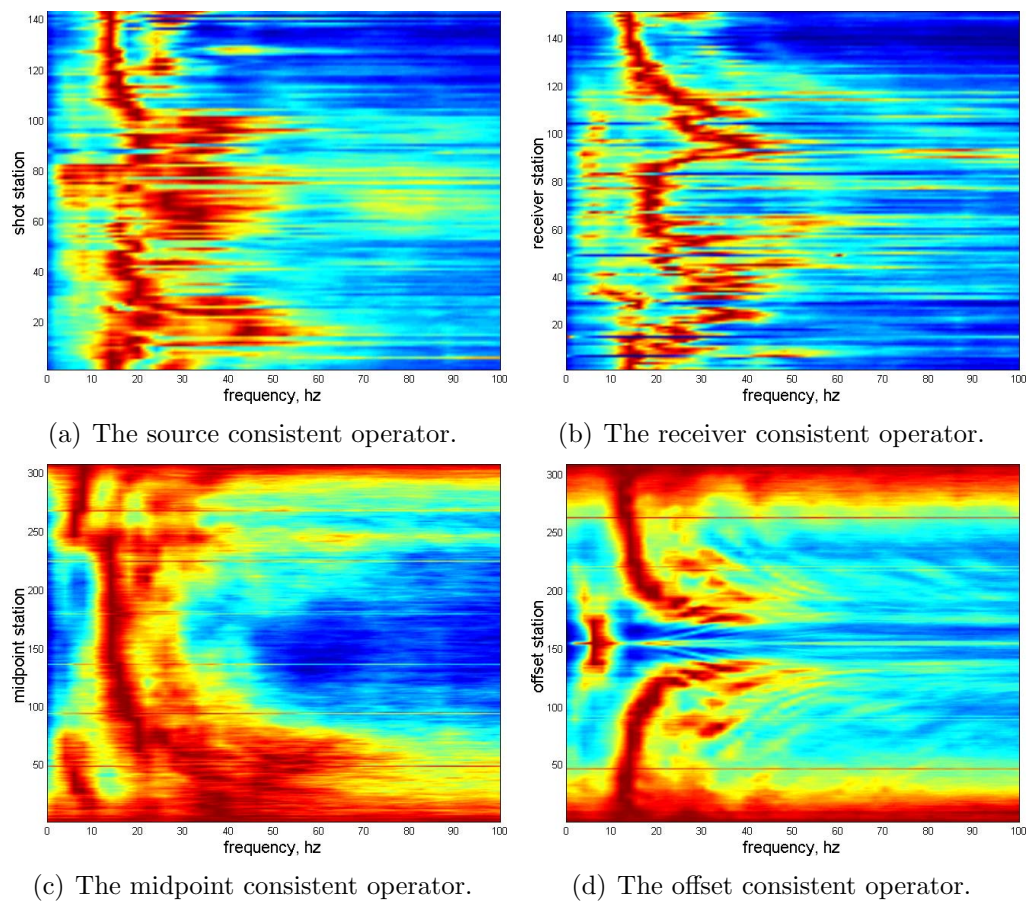 140
120
100
80
60
40
20
shot station
0 10 20 30 40 50 60 70 80 90 100
frequency, hz
(a) The source consistent operator.
140
120
100
80
60
40
20
receiver station
0 10 20 30 40 50 60 70 80 90 100
frequency, hz
(b) The receiver consistent operator.
300
250
200
150
100
50
midpoint station
0 10 20 30 40 50 60 70 80 90 100
frequency, hz
(c) The midpoint consistent operator.
300
250
200
150
100
50
offset station
0 10 20 30 40 50 60 70 80 90 100
frequency, hz
(d) The offset consistent operator.